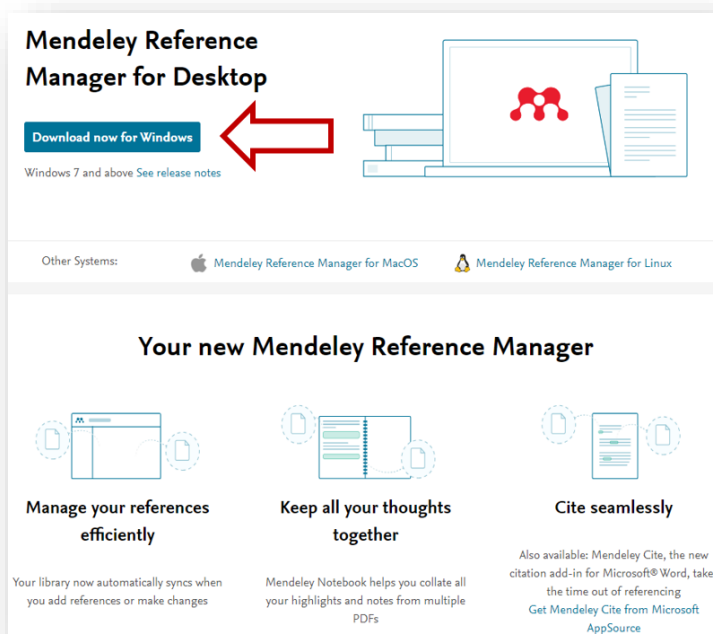 Mendeley Reference
Manager for Desktop
Download now for Windows
Windows 7 and above See release notes
Other Systems:
Mendeley Reference Manager for MacOS
Mendeley Reference Manager for Linux
Your new Mendeley Reference Manager
Manage your references
efficiently
Your library now automatically syncs when
you add references or make changes
Keep all your thoughts
together
Mendeley Notebook helps you collate all
your highlights and notes from multiple
PDFs
Cite seamlessly
Also available: Mendeley Cite, the new
citation add-in for Microsoft® Word, take
the time out of referencing
Get Mendeley Cite from Microsoft
AppSource